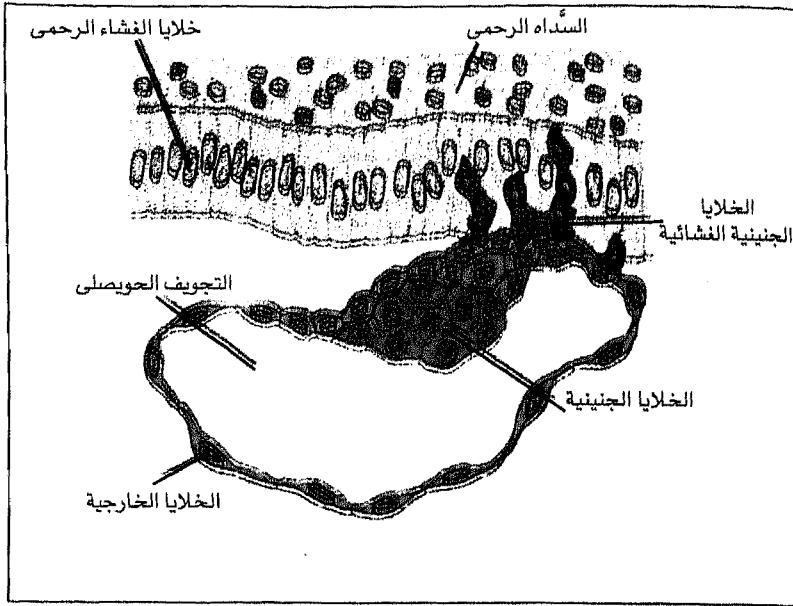 السَّداه الرحمى
خلايا الغشاء الرحمى
الخلايا
الجنينية الغشائية
التجويف الحويصلى
الخلايا الجنينية
الخلايا الخارجية